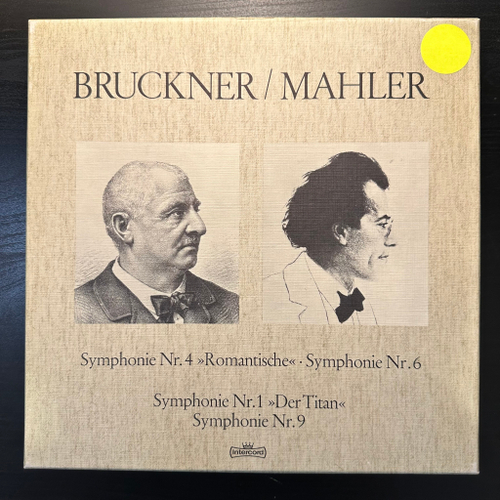 BRUCKNER / MAHLER
Symphonie Nr. 4 »Romantische« · Symphonie Nr. 6
Symphonie Nr. 1 »Der Titan«
Symphonie Nr. 9
Intercord